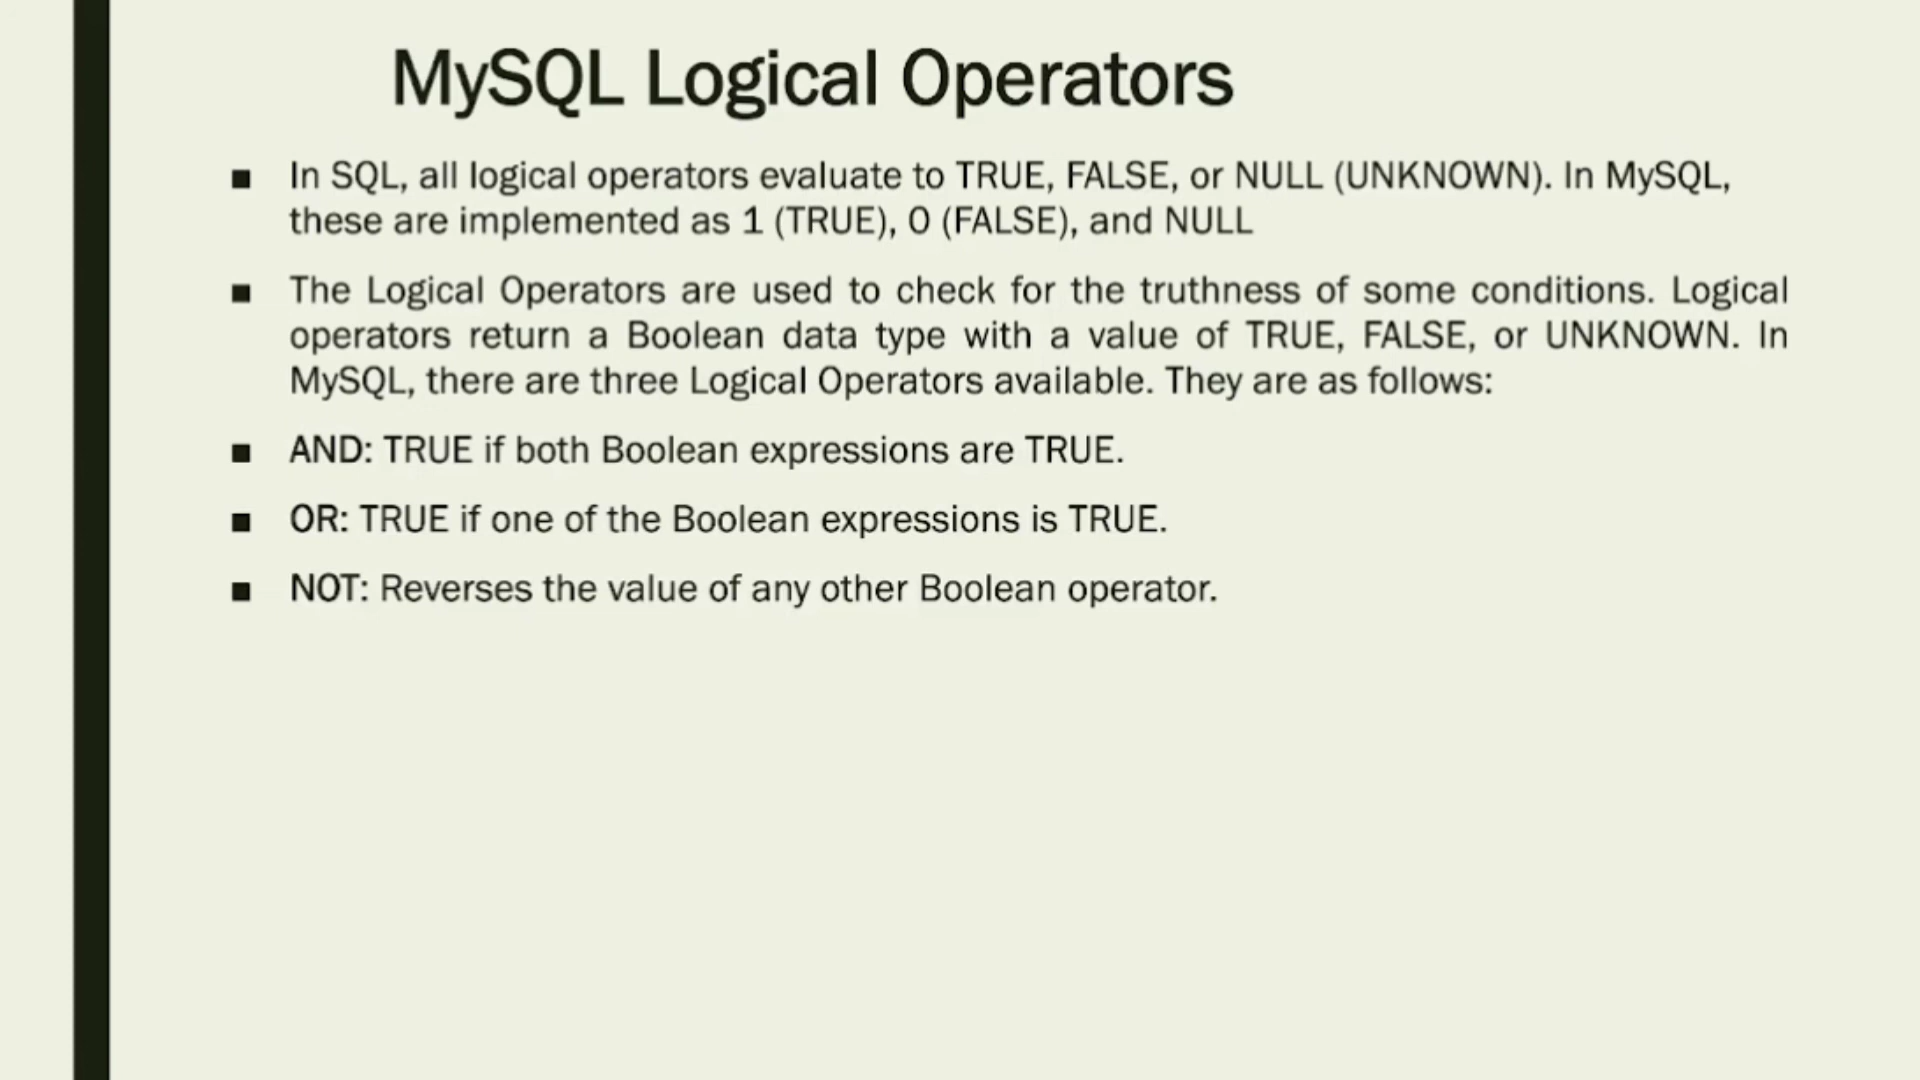 MySQL Logical Operators
■ In SQL, all logical operators evaluate to TRUE, FALSE, or NULL (UNKNOWN). In MySQL,
these are implemented as 1 (TRUE), 0 (FALSE), and NULL
■ The Logical Operators are used to check for the truthness of some conditions. Logical
operators return a Boolean data type with a value of TRUE, FALSE, or UNKNOWN. In
MySQL, there are three Logical Operators available. They are as follows:
■ AND: TRUE if both Boolean expressions are TRUE.
■ OR: TRUE if one of the Boolean expressions is TRUE.
■ NOT: Reverses the value of any other Boolean operator.